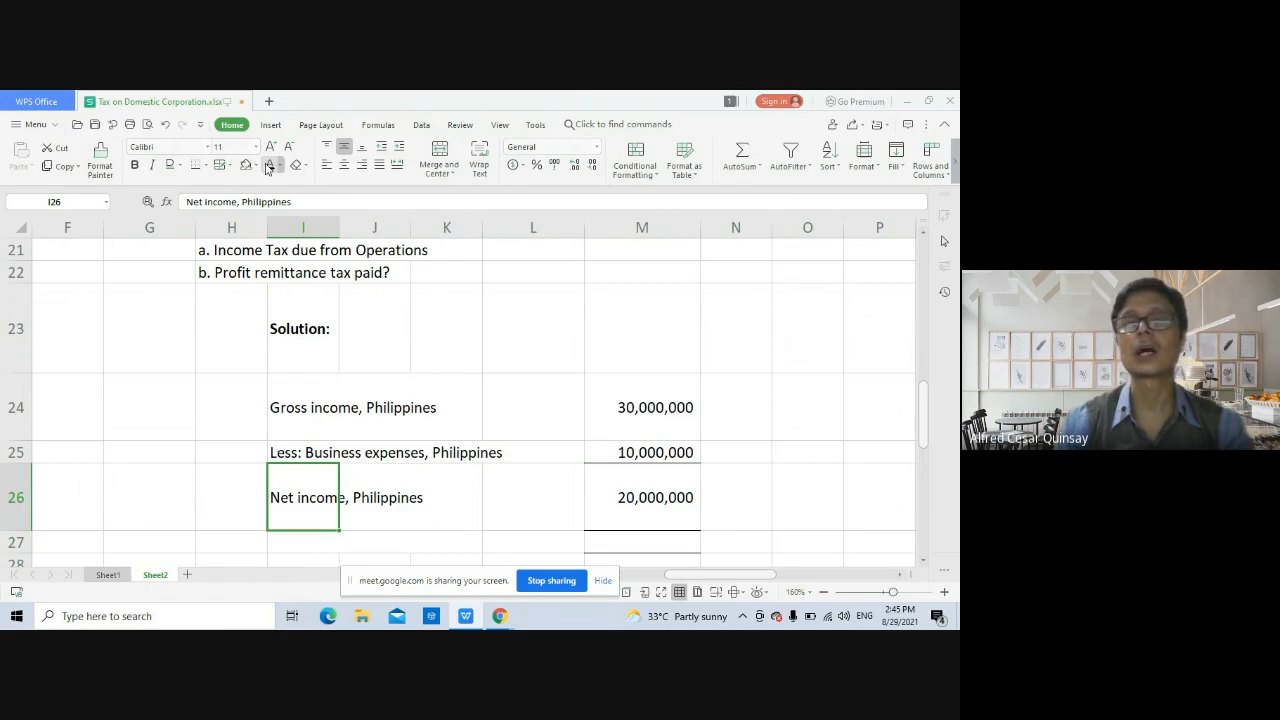 WPS Office
Tax on Domestic Corporation.xlsx
1
Sign in
Go Premium
Menu
Home
Insert
Page Layout
Formulas
Data
Review
View
Tools
Click to find commands
Paste
Cut
Copy
Format Painter
Calibri
11
Merge and Center
Wrap Text
General
Conditional Formatting
Format as Table
AutoSum
AutoFilter
Sort
Format
Fill
Rows and Columns
I26
fx
Net income, Philippines
F G H I J K L M N O P
21 a. Income Tax due from Operations
22 b. Profit remittance tax paid?
23 Solution:
24 Gross income, Philippines 30,000,000
25 Less: Business expenses, Philippines 10,000,000
26 Net income, Philippines 20,000,000
27
28
Sheet1
Sheet2
meet.google.com is sharing your screen.
Stop sharing
Hide
160%
Type here to search
33°C Partly sunny
ENG
2:45 PM
8/29/2021
4
Alfred Cesar Quinsay